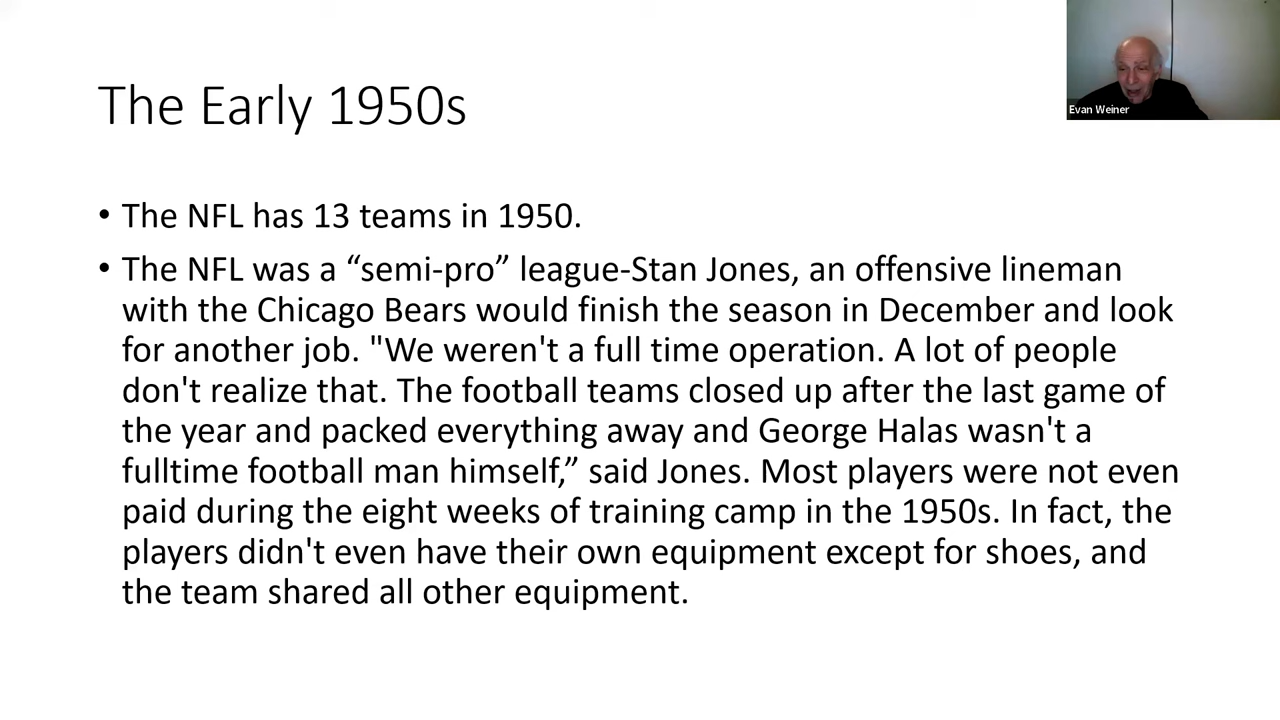 The Early 1950s
Evan Weiner
• The NFL has 13 teams in 1950.
• The NFL was a “semi-pro” league-Stan Jones, an offensive lineman
with the Chicago Bears would finish the season in December and look
for another job. "We weren't a full time operation. A lot of people
don't realize that. The football teams closed up after the last game of
the year and packed everything away and George Halas wasn't a
fulltime football man himself,” said Jones. Most players were not even
paid during the eight weeks of training camp in the 1950s. In fact, the
players didn't even have their own equipment except for shoes, and
the team shared all other equipment.